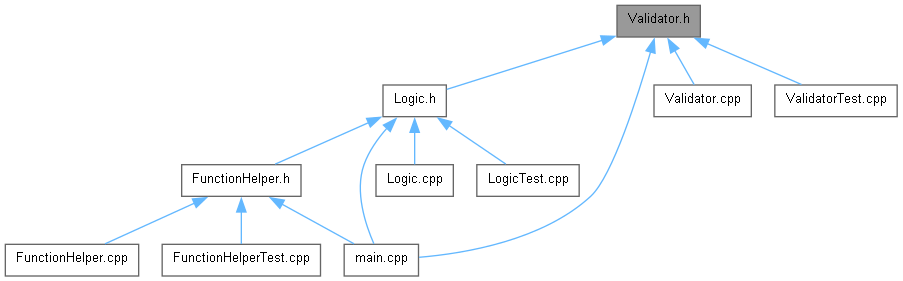 Validator.h
Logic.h
Validator.cpp
ValidatorTest.cpp
FunctionHelper.h
Logic.cpp
LogicTest.cpp
FunctionHelper.cpp
FunctionHelperTest.cpp
main.cpp